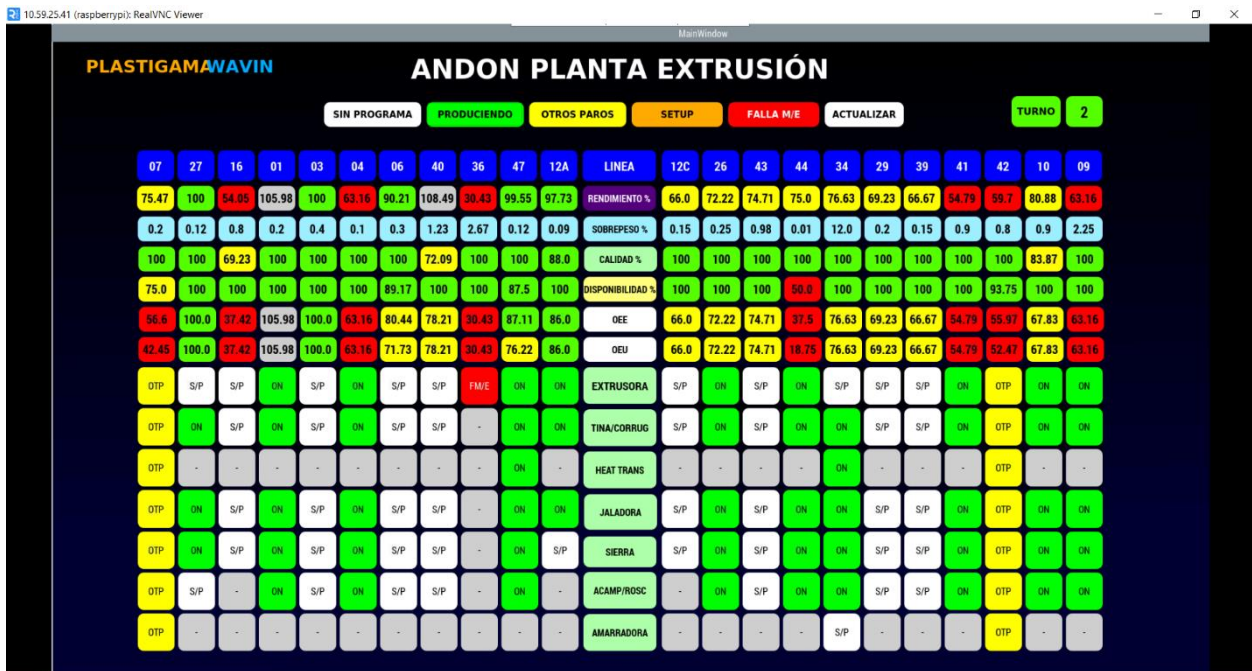 10.59.25.41 (raspberrypi): RealVNC Viewer
MainWindow
PLASTIGAMAWAVIN
ANDON PLANTA EXTRUSIÓN
SIN PROGRAMA PRODUCIENDO OTROS PAROS SETUP FALLA M/E ACTUALIZAR TURNO 2
07 27 16 01 03 04 06 40 36 47 12A LINEA 12C 26 43 44 34 29 39 41 42 10 09
75.47 100 54.05 105.98 100 63.16 90.21 108.49 30.43 99.55 97.73 RENDIMIENTO % 66.0 72.22 74.71 75.0 76.63 69.23 66.67 54.79 59.7 80.88 63.16
0.2 0.12 0.8 0.2 0.4 0.1 0.3 1.23 2.67 0.12 0.09 SOBREPESO % 0.15 0.25 0.98 0.01 12.0 0.2 0.15 0.9 0.8 0.9 2.25
100 100 69.23 100 100 100 100 72.09 100 100 88.0 CALIDAD % 100 100 100 100 100 100 100 100 100 83.87 100
75.0 100 100 100 100 100 89.17 100 100 87.5 100 DISPONIBILIDAD % 100 100 100 50.0 100 100 100 100 93.75 100 100
56.6 100.0 37.42 105.98 100.0 63.16 80.44 78.21 30.43 87.11 86.0 OEE 66.0 72.22 74.71 37.5 76.63 69.23 66.67 54.79 55.97 67.83 63.16
42.45 100.0 37.42 105.98 100.0 63.16 71.73 78.21 30.43 76.22 86.0 OEU 66.0 72.22 74.71 18.75 76.63 69.23 66.67 54.79 52.47 67.83 63.16
OTP S/P S/P ON S/P ON S/P S/P FM/E ON ON EXTRUSORA S/P ON S/P ON S/P S/P S/P ON OTP ON ON
OTP ON S/P ON S/P ON S/P S/P - ON ON TINA/CORRUG S/P ON S/P ON ON S/P S/P ON OTP ON ON
OTP - - - - - - - - ON - HEAT TRANS - - - - ON - - - OTP - -
OTP ON S/P ON S/P ON S/P S/P - ON ON JALADORA S/P ON S/P ON ON S/P S/P ON OTP ON ON
OTP ON S/P ON S/P ON S/P S/P - ON S/P SIERRA S/P ON S/P ON ON S/P S/P ON OTP ON ON
OTP S/P - ON S/P ON S/P S/P - ON - ACAMP/ROSC - ON S/P ON ON S/P S/P ON OTP ON ON
OTP - - - - - - - - - - AMARRADORA - - - - S/P - - - OTP - -